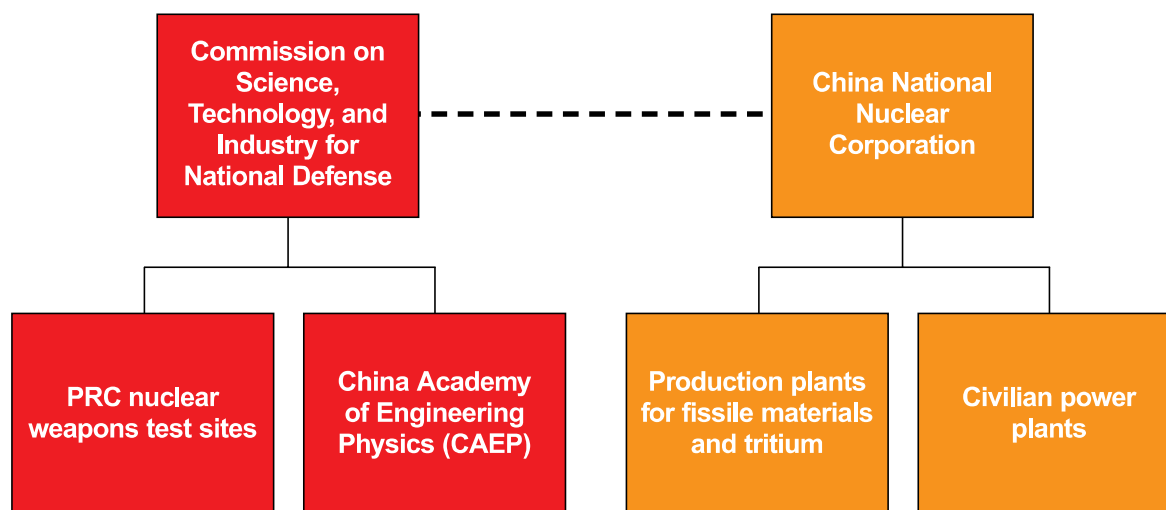 Commission on
Science,
Technology, and
Industry for
National Defense
China National
Nuclear
Corporation
PRC nuclear
weapons test sites
China Academy
of Engineering
Physics (CAEP)
Production plants
for fissile materials
and tritium
Civilian power
plants